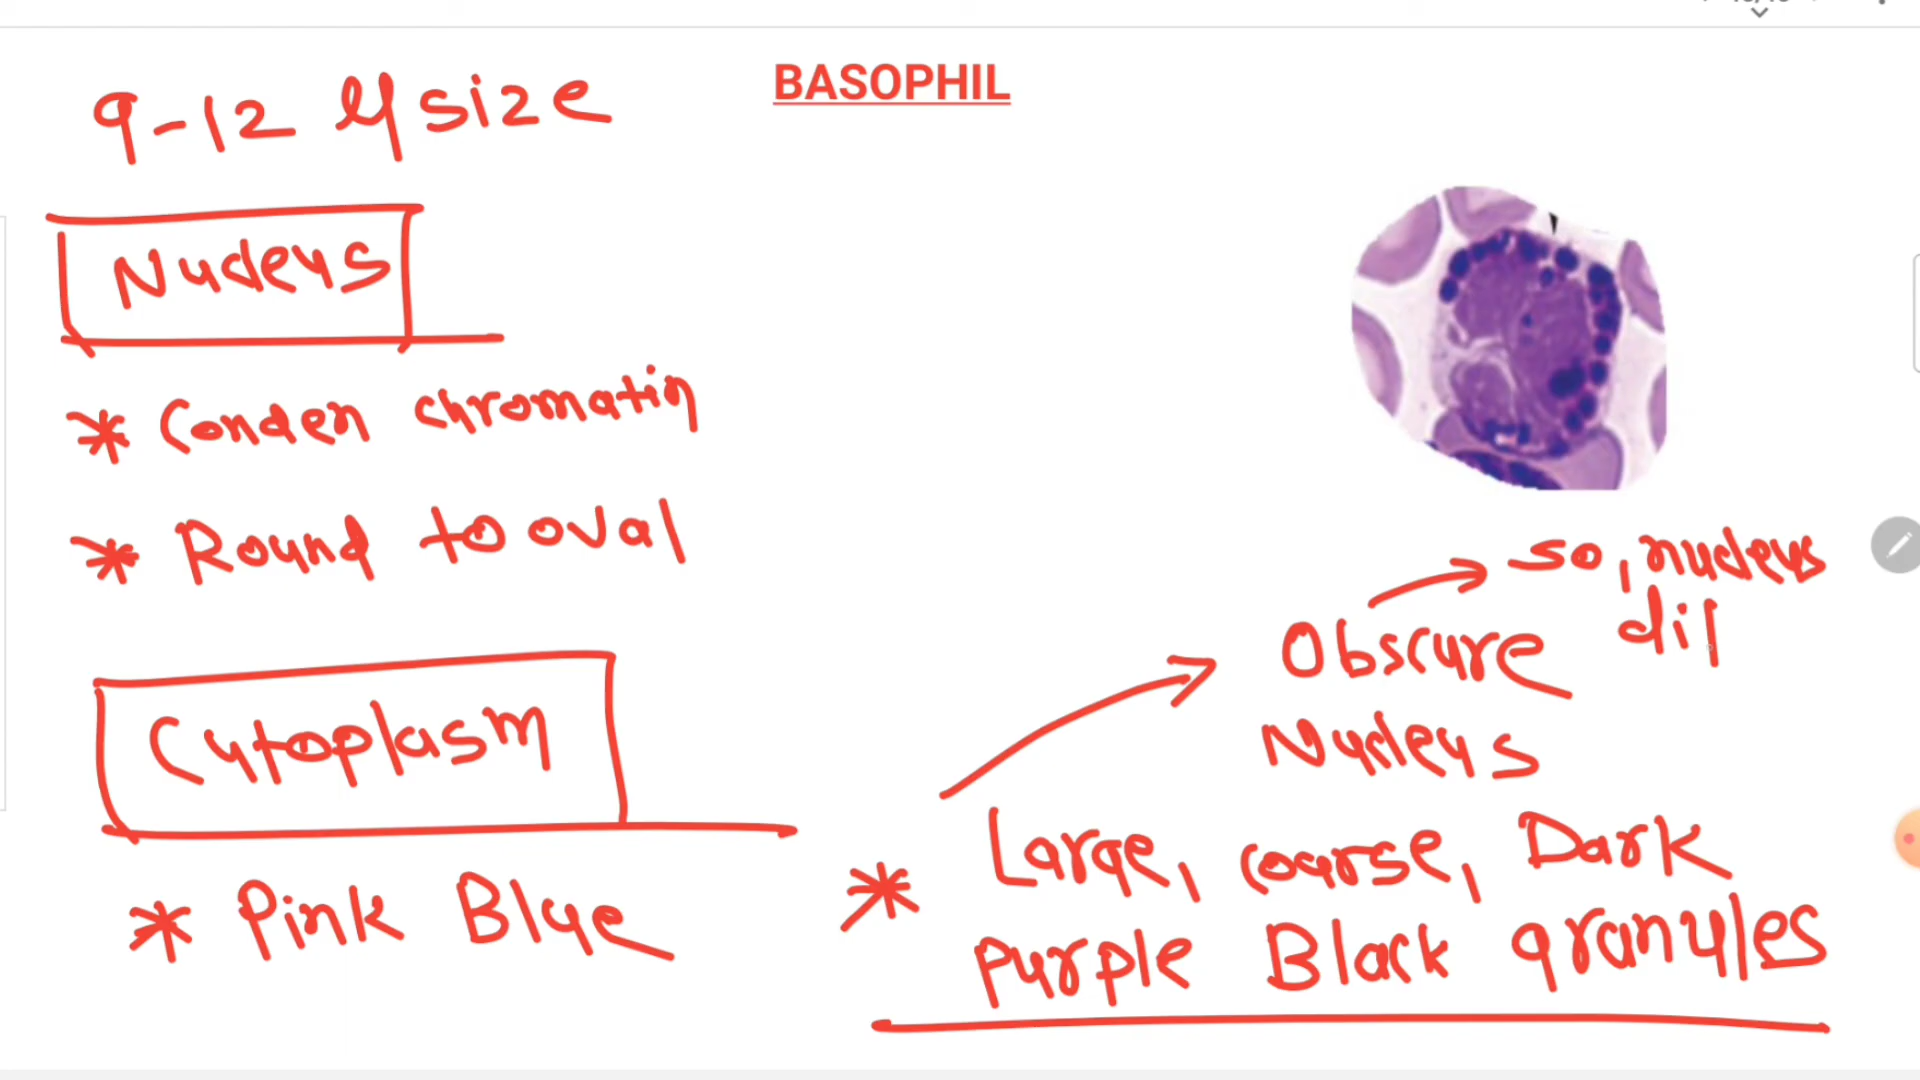 BASOPHIL
9-12 μ size
Nucleus
* Conden chromatin
* Round to oval
Cytoplasm
* Pink Blue
so, nucleus
dif
Obscure
Nucleus
* Large, coarse, Dark
Purple Black granules